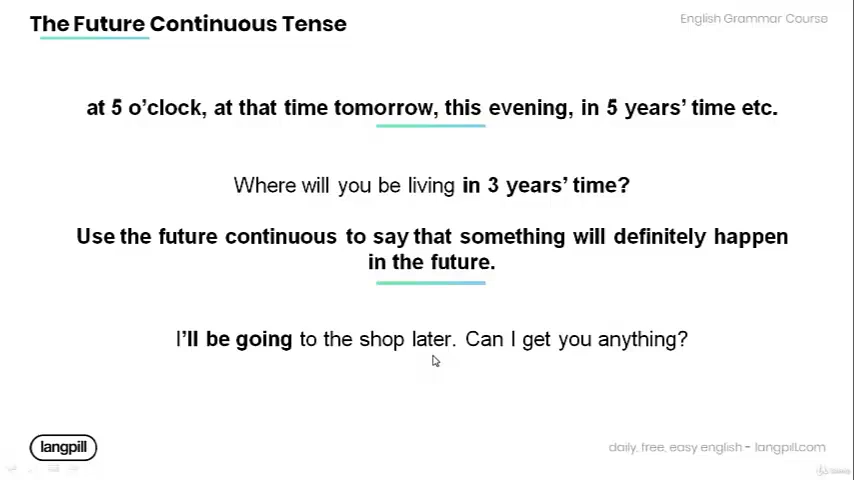 The Future Continuous Tense
English Grammar Course
at 5 o’clock, at that time tomorrow, this evening, in 5 years’ time etc.
Where will you be living in 3 years’ time?
Use the future continuous to say that something will definitely happen
in the future.
I’ll be going to the shop later. Can I get you anything?
langpill
daily, free, easy english - langpill.com
Udemy